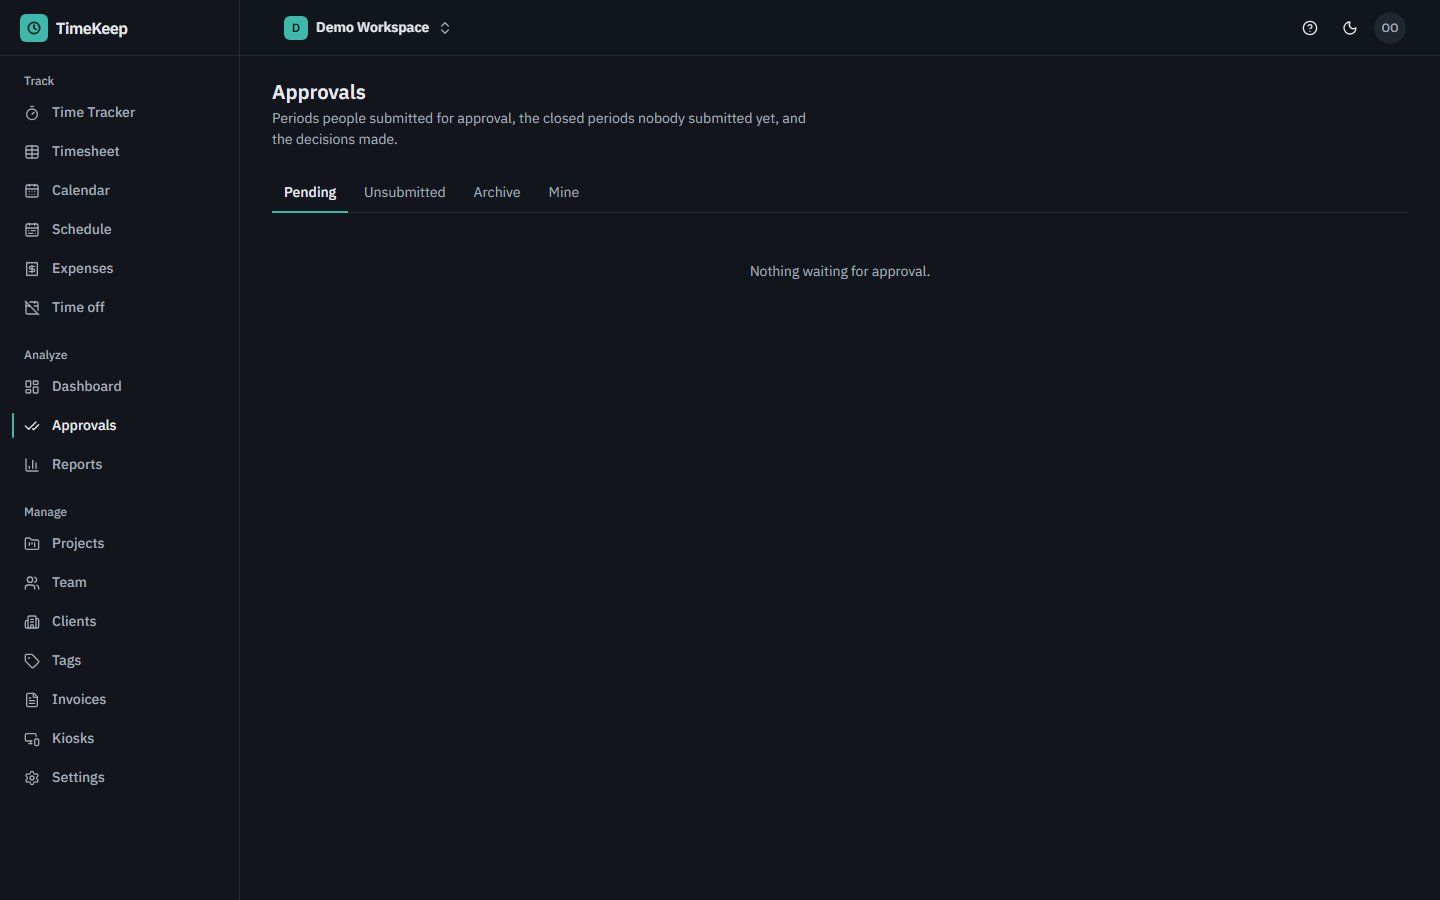 TimeKeep
D Demo Workspace
OO
Track
Time Tracker
Timesheet
Calendar
Schedule
Expenses
Time off
Analyze
Dashboard
Approvals
Reports
Manage
Projects
Team
Clients
Tags
Invoices
Kiosks
Settings
Approvals
Periods people submitted for approval, the closed periods nobody submitted yet, and
the decisions made.
Pending Unsubmitted Archive Mine
Nothing waiting for approval.